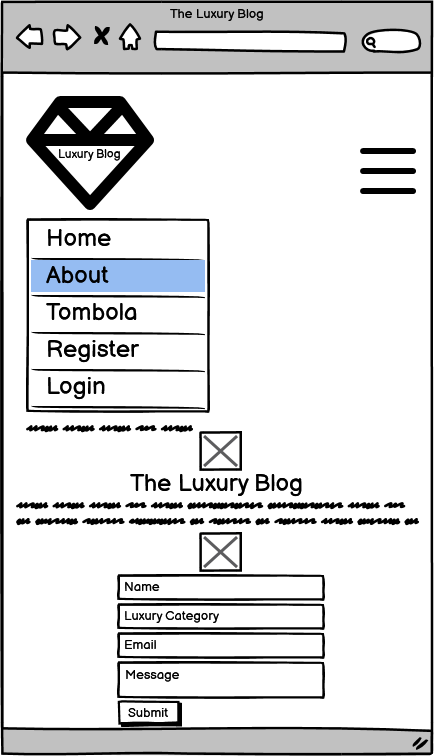 The Luxury Blog
Luxury Blog
Home
About
Tombola
Register
Login
The Luxury Blog
Name
Luxury Category
Email
Message
Submit